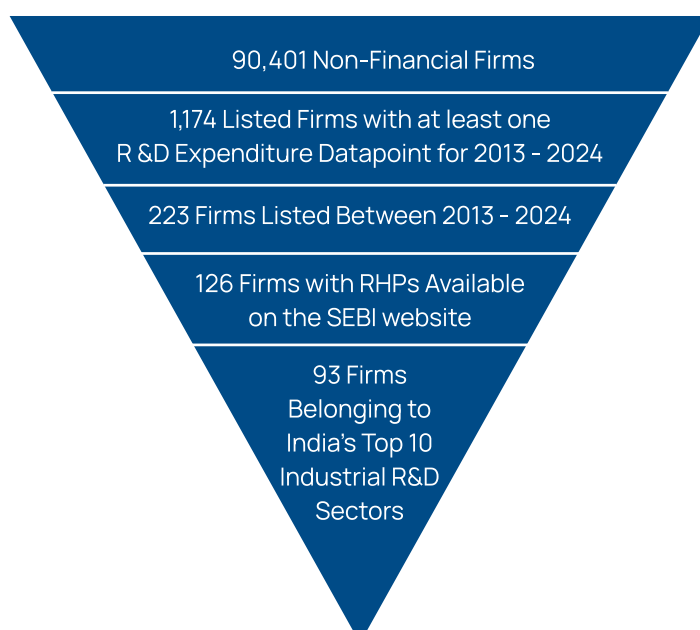 90,401 Non-Financial Firms
1,174 Listed Firms with at least one
R &D Expenditure Datapoint for 2013 - 2024
223 Firms Listed Between 2013 - 2024
126 Firms with RHPs Available
on the SEBI website
93 Firms
Belonging to
India's Top 10
Industrial R&D
Sectors